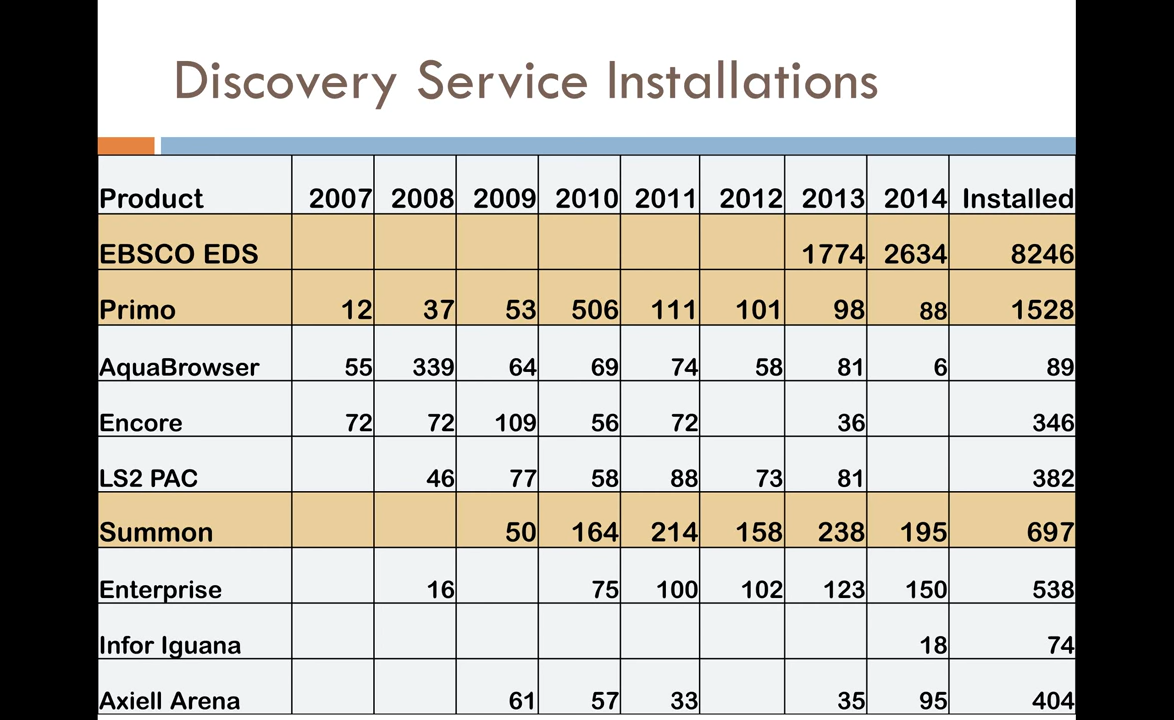 Discovery Service Installations
Product 2007 2008 2009 2010 2011 2012 2013 2014 Installed
EBSCO EDS 1774 2634 8246
Primo 12 37 53 506 111 101 98 88 1528
AquaBrowser 55 339 64 69 74 58 81 6 89
Encore 72 72 109 56 72 36 346
LS2 PAC 46 77 58 88 73 81 382
Summon 50 164 214 158 238 195 697
Enterprise 16 75 100 102 123 150 538
Infor Iguana 18 74
Axiell Arena 61 57 33 35 95 404